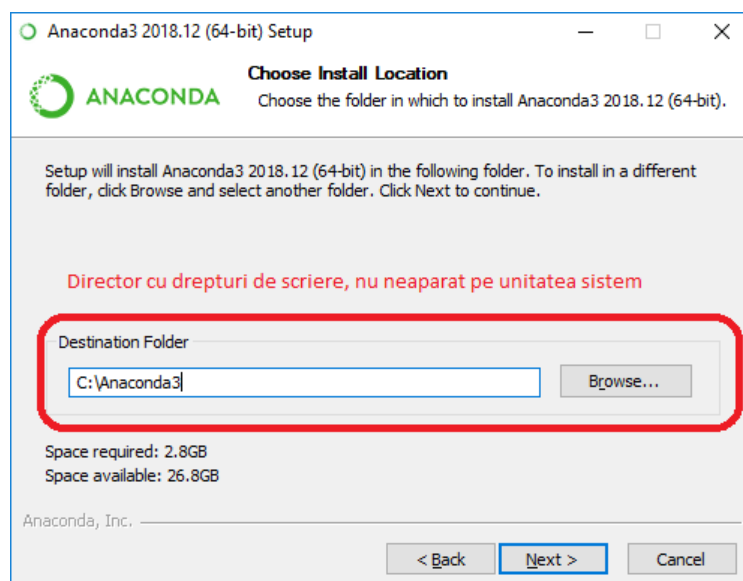 Anaconda3 2018.12 (64-bit) Setup
ANACONDA
Choose Install Location
Choose the folder in which to install Anaconda3 2018.12 (64-bit).
Setup will install Anaconda3 2018.12 (64-bit) in the following folder. To install in a different
folder, click Browse and select another folder. Click Next to continue.
Director cu drepturi de scriere, nu neaparat pe unitatea sistem
Destination Folder
C:\Anaconda3
Browse...
Space required: 2.8GB
Space available: 26.8GB
Anaconda, Inc.
< Back
Next >
Cancel